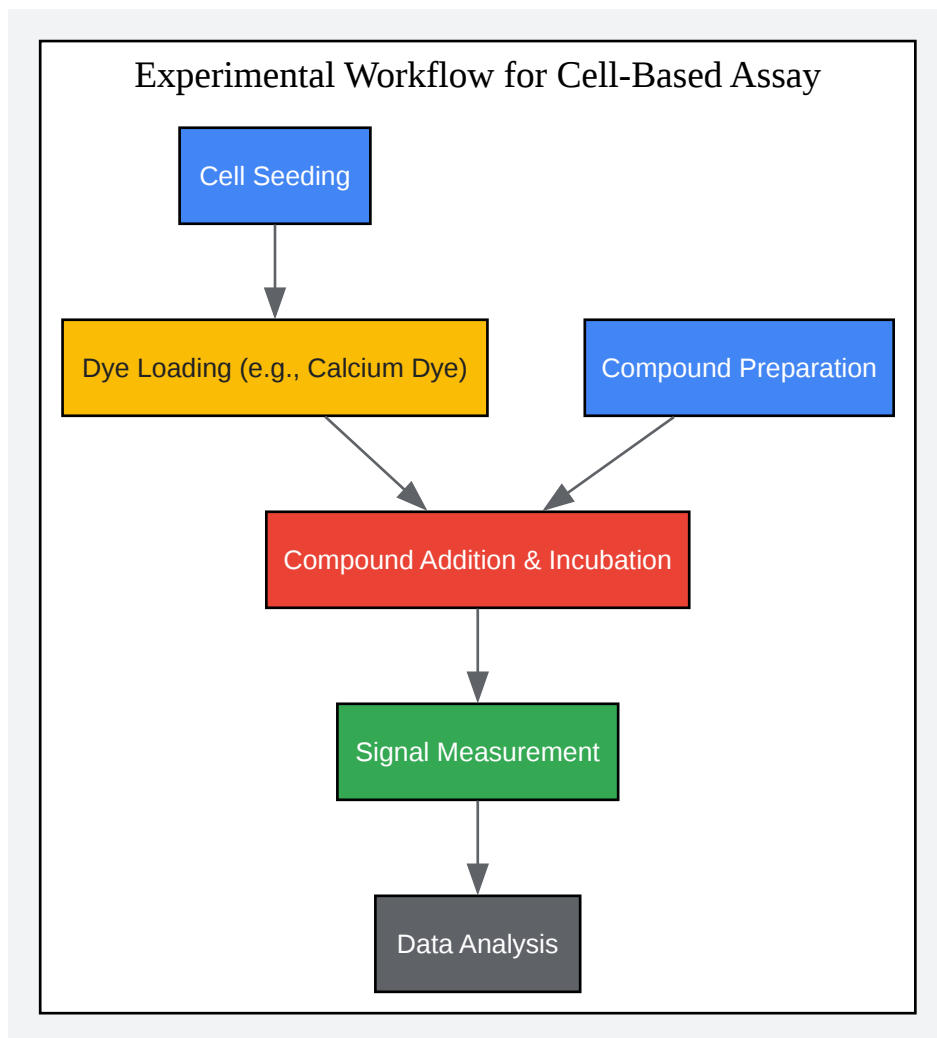 Experimental Workflow for Cell-Based Assay
Cell Seeding
Dye Loading (e.g., Calcium Dye)
Compound Preparation
Compound Addition & Incubation
Signal Measurement
Data Analysis